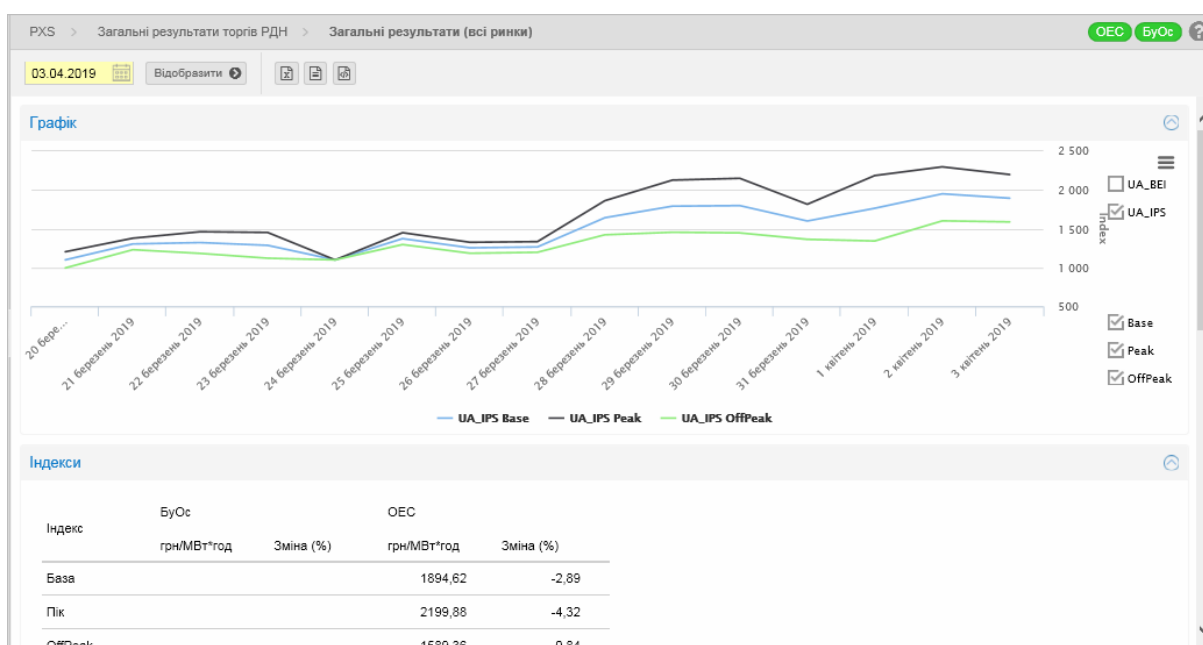 PXS > Загальні результати торгів РДН > Загальні результати (всі ринки)
ОЕС БуОс ?
03.04.2019 Відобразити
Графік
2 500
2 000
1 500
1 000
500
Index
UA_BEI
UA_IPS
Base
Peak
OffPeak
20 бере...
21 березень 2019
22 березень 2019
23 березень 2019
24 березень 2019
25 березень 2019
26 березень 2019
27 березень 2019
28 березень 2019
29 березень 2019
30 березень 2019
31 березень 2019
1 квітень 2019
2 квітень 2019
3 квітень 2019
UA_IPS Base UA_IPS Peak UA_IPS OffPeak
Індекси
БуОс ОЕС
Індекс
грн/МВт*год Зміна (%) грн/МВт*год Зміна (%)
База 1894,62 -2,89
Пік 2199,88 -4,32
OffPeak 1589,36